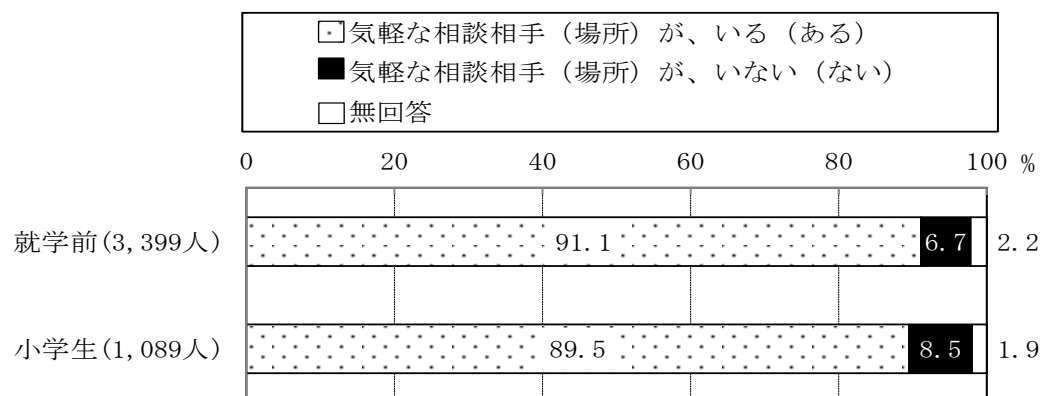 気軽な相談相手（場所）が、いる（ある）
気軽な相談相手（場所）が、いない（ない）
無回答
0 20 40 60 80 100 %
就学前(3,399人) 91.1 6.7 2.2
小学生(1,089人) 89.5 8.5 1.9